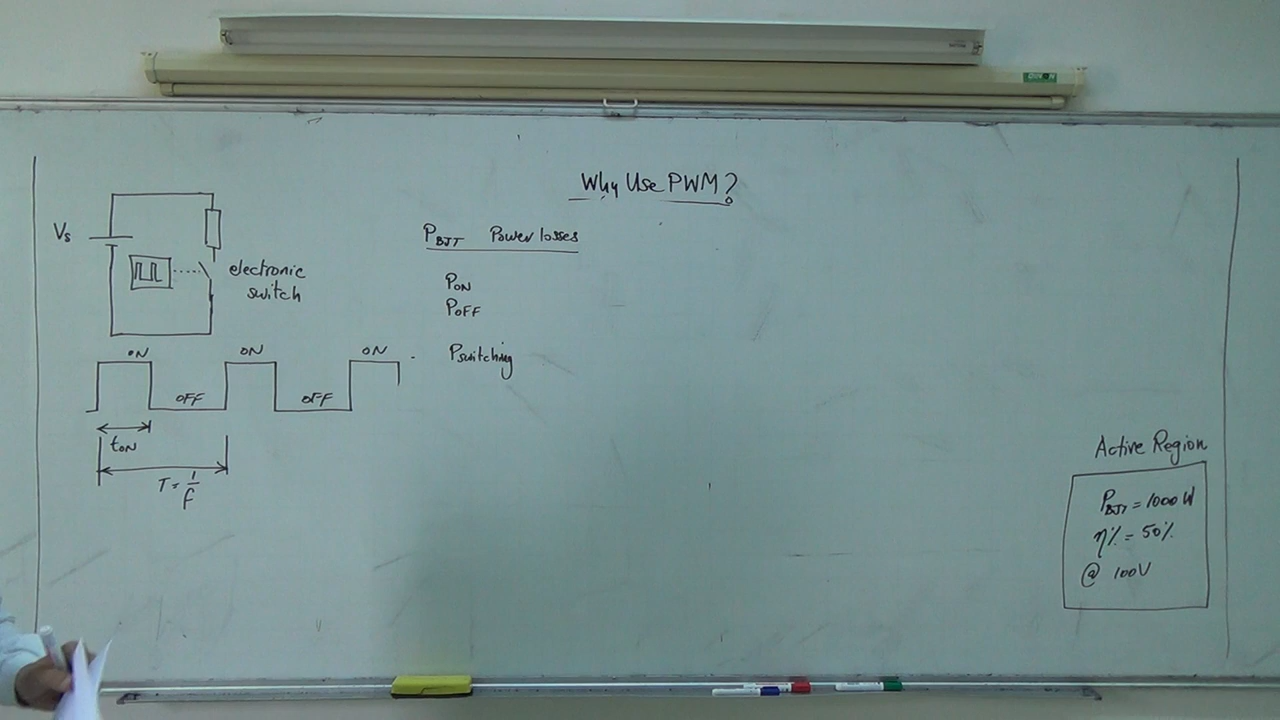 Why Use PWM?
Vs
electronic
switch
ON ON ON
OFF OFF
tON
T = 1/f
PBJT Power losses
PON
POFF
Pswitching
Active Region
PBJT = 1000 W
η% = 50%
@ 100V